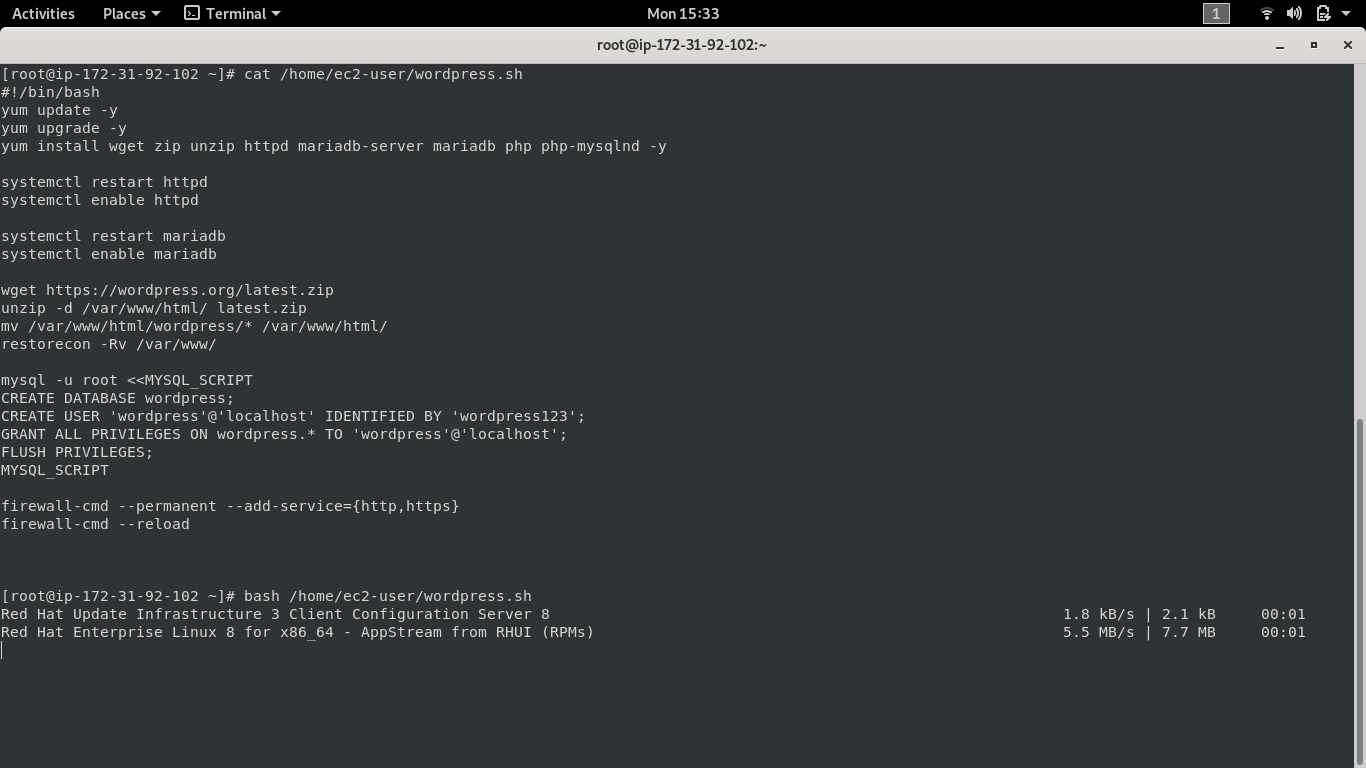 Activities Places Terminal Mon 15:33 1
root@ip-172-31-92-102:~
[root@ip-172-31-92-102 ~]# cat /home/ec2-user/wordpress.sh
#!/bin/bash
yum update -y
yum upgrade -y
yum install wget zip unzip httpd mariadb-server mariadb php php-mysqlnd -y
systemctl restart httpd
systemctl enable httpd
systemctl restart mariadb
systemctl enable mariadb
wget https://wordpress.org/latest.zip
unzip -d /var/www/html/ latest.zip
mv /var/www/html/wordpress/* /var/www/html/
restorecon -Rv /var/www/
mysql -u root <<MYSQL_SCRIPT
CREATE DATABASE wordpress;
CREATE USER 'wordpress'@'localhost' IDENTIFIED BY 'wordpress123';
GRANT ALL PRIVILEGES ON wordpress.* TO 'wordpress'@'localhost';
FLUSH PRIVILEGES;
MYSQL_SCRIPT
firewall-cmd --permanent --add-service={http,https}
firewall-cmd --reload
[root@ip-172-31-92-102 ~]# bash /home/ec2-user/wordpress.sh
Red Hat Update Infrastructure 3 Client Configuration Server 8 1.8 kB/s | 2.1 kB 00:01
Red Hat Enterprise Linux 8 for x86_64 - AppStream from RHUI (RPMs) 5.5 MB/s | 7.7 MB 00:01